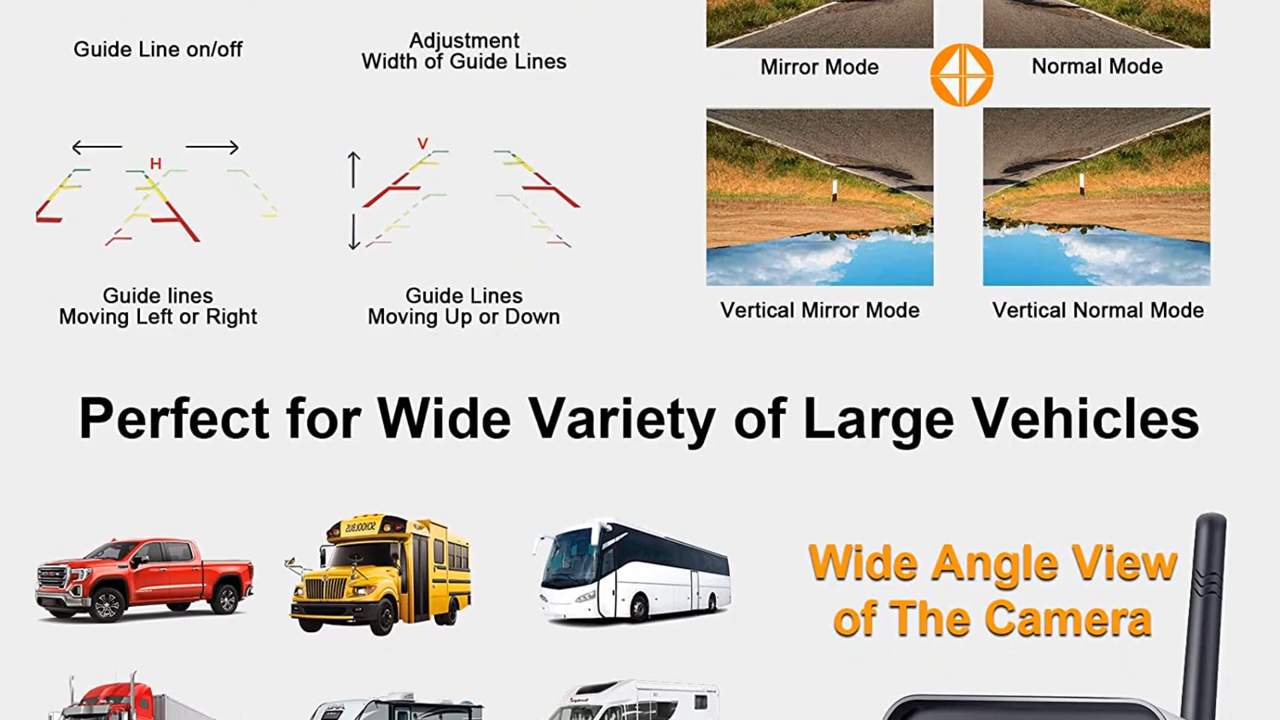 Guide Line on/off
Adjustment
Width of Guide Lines
Mirror Mode
Normal Mode
H
V
Guide lines
Moving Left or Right
Guide Lines
Moving Up or Down
Vertical Mirror Mode
Vertical Normal Mode
Perfect for Wide Variety of Large Vehicles
SCHOOL BUS
Wide Angle View
of The Camera